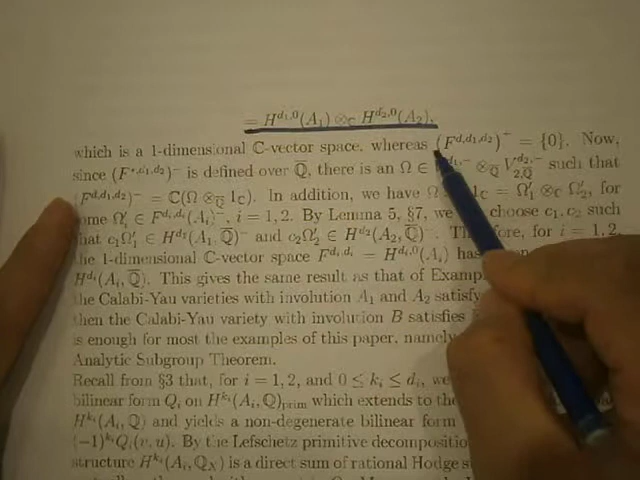 = H^{d_1,0}(A_1) ⊗_ℂ H^{d_2,0}(A_2),
which is a 1-dimensional ℂ-vector space, whereas (F^{d,d_1,d_2})^+ = {0}. Now,
since (F^{•,d_1,d_2})^- is defined over ℚ̅, there is an Ω ∈ ⊗_ℚ̅ V_{2,ℚ̅}^{d_2,-} such that
(F^{d,d_1,d_2})^- = ℂ(Ω ⊗_ℚ̅ 1_ℂ). In addition, we have Ω 1_ℂ = Ω'_1 ⊗_ℂ Ω'_2, for
some Ω'_i ∈ F^{d_i,d_i}(A_i)^-, i = 1, 2. By Lemma 5, §7, we choose c_1, c_2 such
that c_1Ω'_1 ∈ H^{d_1}(A_1, ℚ̅)^- and c_2Ω'_2 ∈ H^{d_2}(A_2, ℚ̅)^-. for i = 1, 2,
the 1-dimensional ℂ-vector space F^{d_i,d_i} = H^{d_i,0}(A_i) has
H^{d_i}(A_i, ℚ̅). This gives the same result as that of
the Calabi-Yau varieties with involution A_1 and A_2 satisfy
then the Calabi-Yau variety with involution B satisfies
is enough for most the examples of this paper, namely
Analytic Subgroup Theorem.
Recall from §3 that, for i = 1, 2, and 0 ≤ k_i ≤ d_i, we
bilinear form Q_i on H^{k_i}(A_i, ℚ)_prim which extends to the
H^{k_i}(A_i, ℚ) and yields a non-degenerate bilinear form
(-1)^{k_i}Q_i(v, u). By the Lefschetz primitive
structure H^{k_i}(A_i, ℚ_X) is a direct sum of rational Hodge